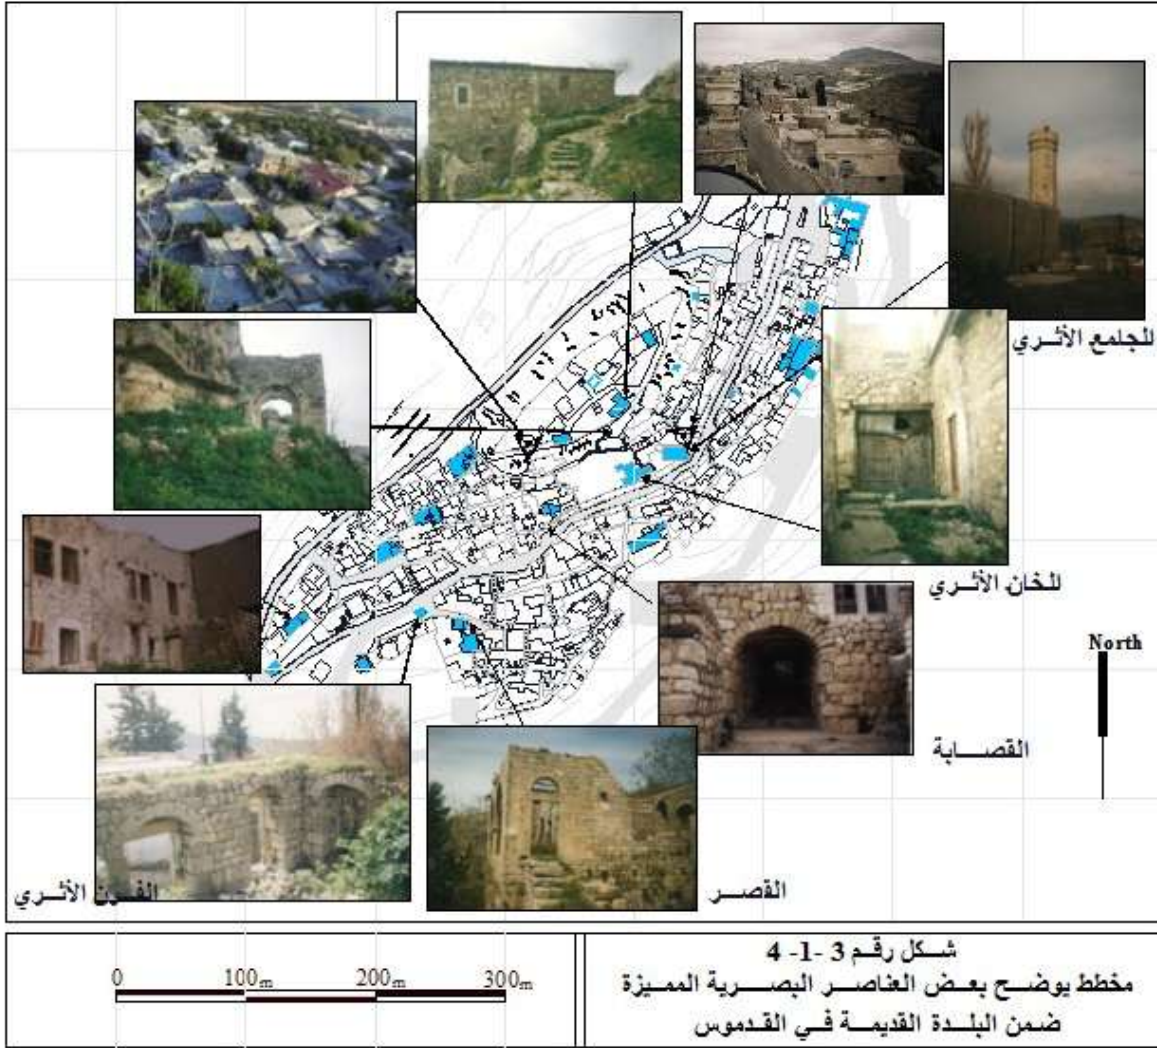 الجامع الأثري
الخان الأثري
North
القصابة
القصر
الفرن الأثري
0 100m 200m 300m
شكل رقم 3 -1- 4
مخطط يوضح بعض العناصر البصرية المميزة
ضمن البلدة القديمة في القدموس